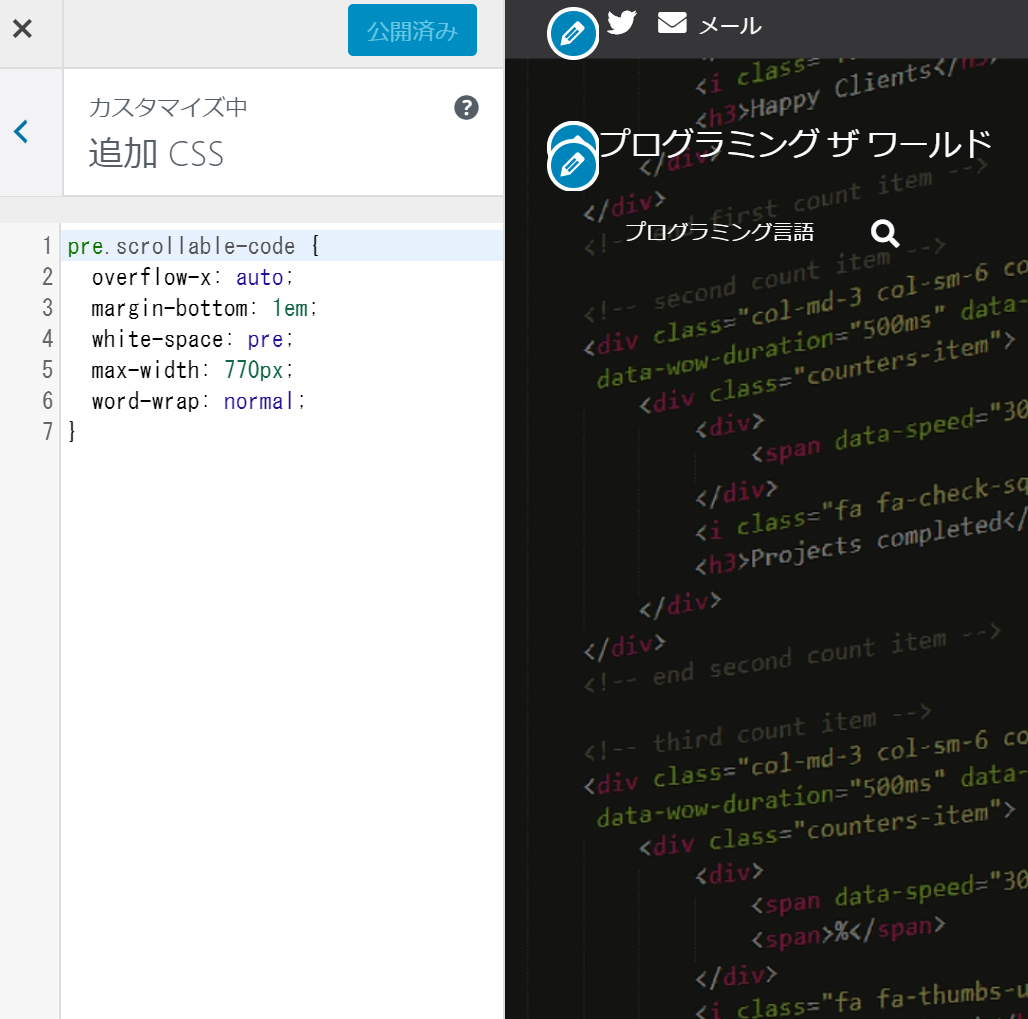 公開済み
カスタマイズ中
追加 CSS
1 pre.scrollable-code {
2 overflow-x: auto;
3 margin-bottom: 1em;
4 white-space: pre;
5 max-width: 770px;
6 word-wrap: normal;
7 }
メール
<i class="
<h3>Happy Clients</h3>
プログラミング ザ ワールド
</div>
</div>
<!-- end first count item -->
プログラミング言語
<!-- second count item -->
<div class="col-md-3 col-sm-6 co
data-wow-duration="500ms" data-
<div class="counters-item">
<div>
<span data-speed="30
</div>
<i class="fa fa-check-sq
<h3>Projects completed</
</div>
</div>
<!-- end second count item -->
<!-- third count item -->
<div class="col-md-3 col-sm-6 co
data-wow-duration="500ms" data-
<div class="counters-item">
<div>
<span data-speed="30
<span>%</span>
</div>
<i class="fa fa-thumbs-u